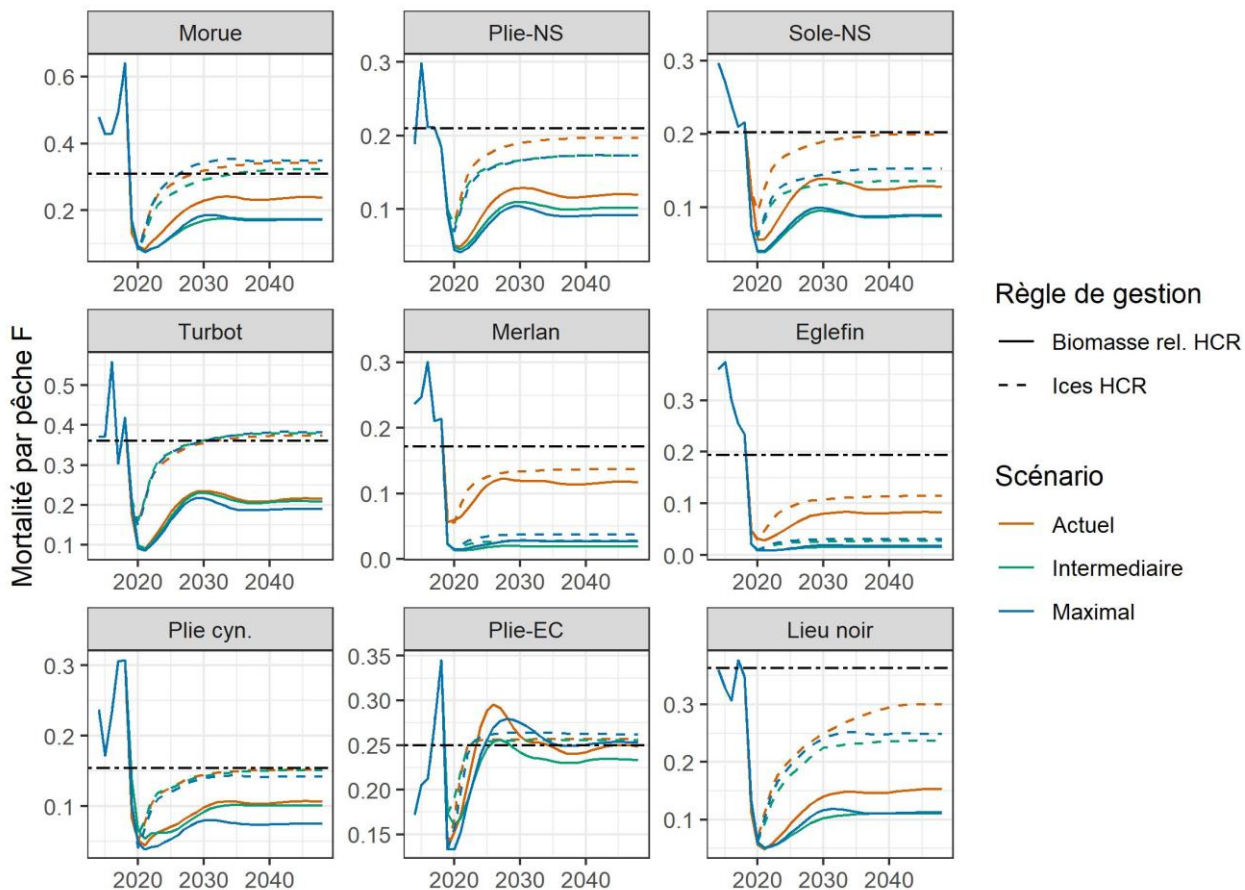 Mortalité par pêche F
Morue
0.6
0.4
0.2
2020 2030 2040
Plie-NS
0.3
0.2
0.1
2020 2030 2040
Sole-NS
0.3
0.2
0.1
2020 2030 2040
Turbot
0.5
0.4
0.3
0.2
0.1
2020 2030 2040
Merlan
0.3
0.2
0.1
0.0
2020 2030 2040
Eglefin
0.3
0.2
0.1
0.0
2020 2030 2040
Plie cyn.
0.3
0.2
0.1
2020 2030 2040
Plie-EC
0.35
0.30
0.25
0.20
0.15
2020 2030 2040
Lieu noir
0.3
0.2
0.1
2020 2030 2040
Règle de gestion
Biomasse rel. HCR
Ices HCR
Scénario
Actuel
Intermediaire
Maximal